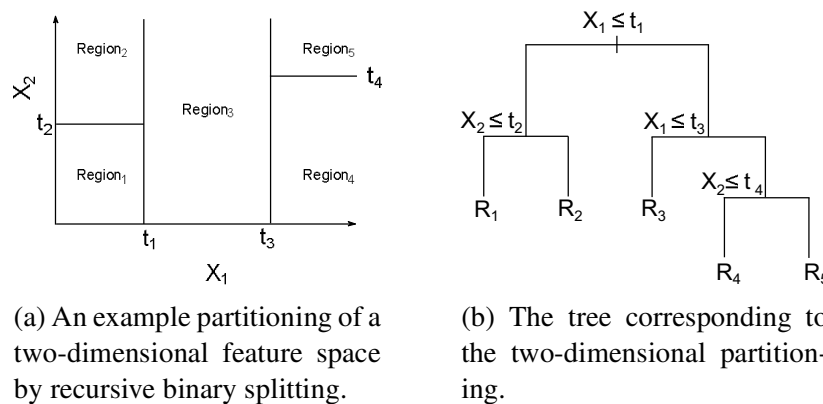 Region₂
Region₅
X₂
t₄
Region₃
t₂
Region₁
Region₄
t₁
t₃
X₁
X₁ ≤ t₁
X₂ ≤ t₂
X₁ ≤ t₃
X₂ ≤ t₄
R₁
R₂
R₃
R₄
R₅
(a) An example partitioning of a
two-dimensional feature space
by recursive binary splitting.
(b) The tree corresponding to
the two-dimensional partition-
ing.